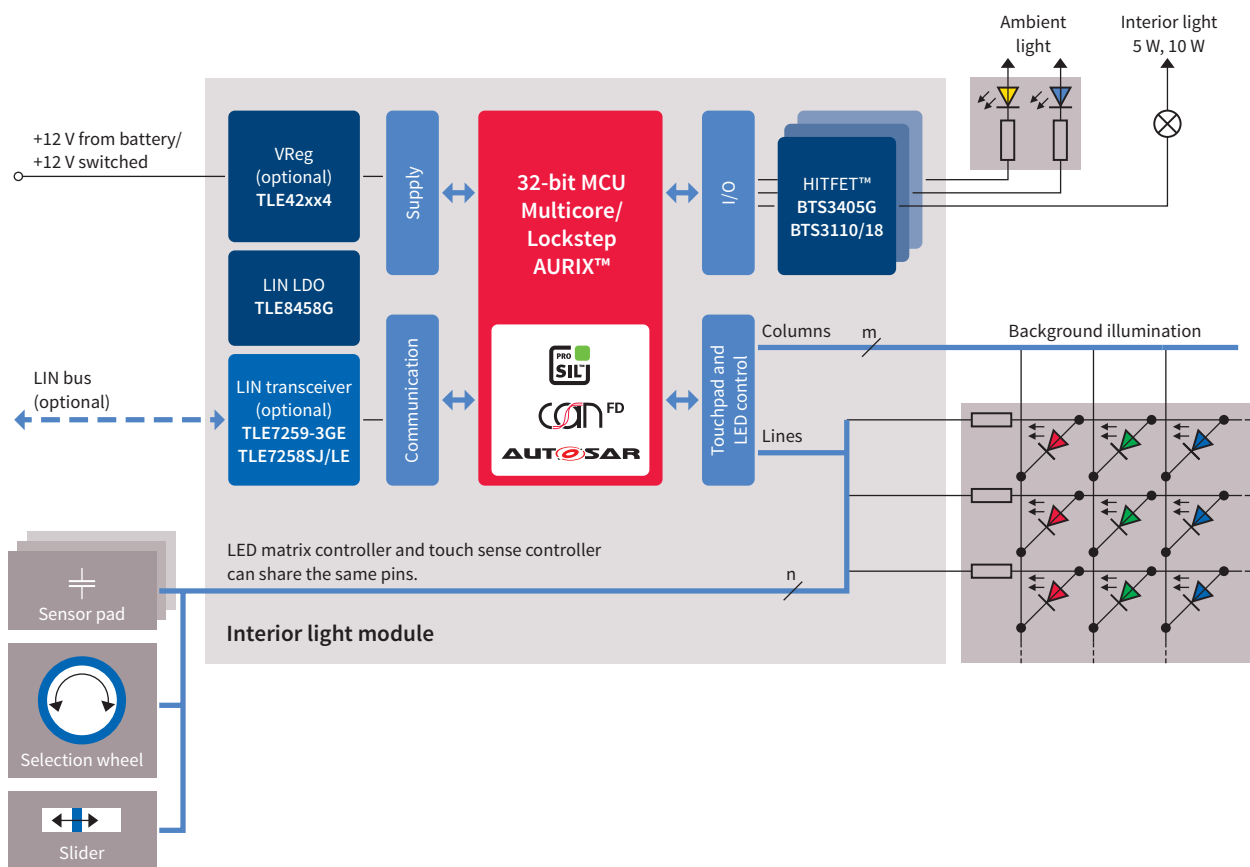 Ambient
light
Interior light
5 W, 10 W
+12 V from battery/
+12 V switched
VReg
(optional)
TLE42xx4
Supply
32-bit MCU
Multicore/
Lockstep
AURIX™
I/O
HITFET™
BTS3405G
BTS3110/18
LIN LDO
TLE8458G
LIN bus
(optional)
LIN transceiver
(optional)
TLE7259-3GE
TLE7258SJ/LE
Communication
PRO
SIL™
CAN FD
AUTOSAR
Touchpad and
LED control
Columns
m
Background illumination
Lines
LED matrix controller and touch sense controller
can share the same pins.
n
Interior light module
Sensor pad
Selection wheel
Slider